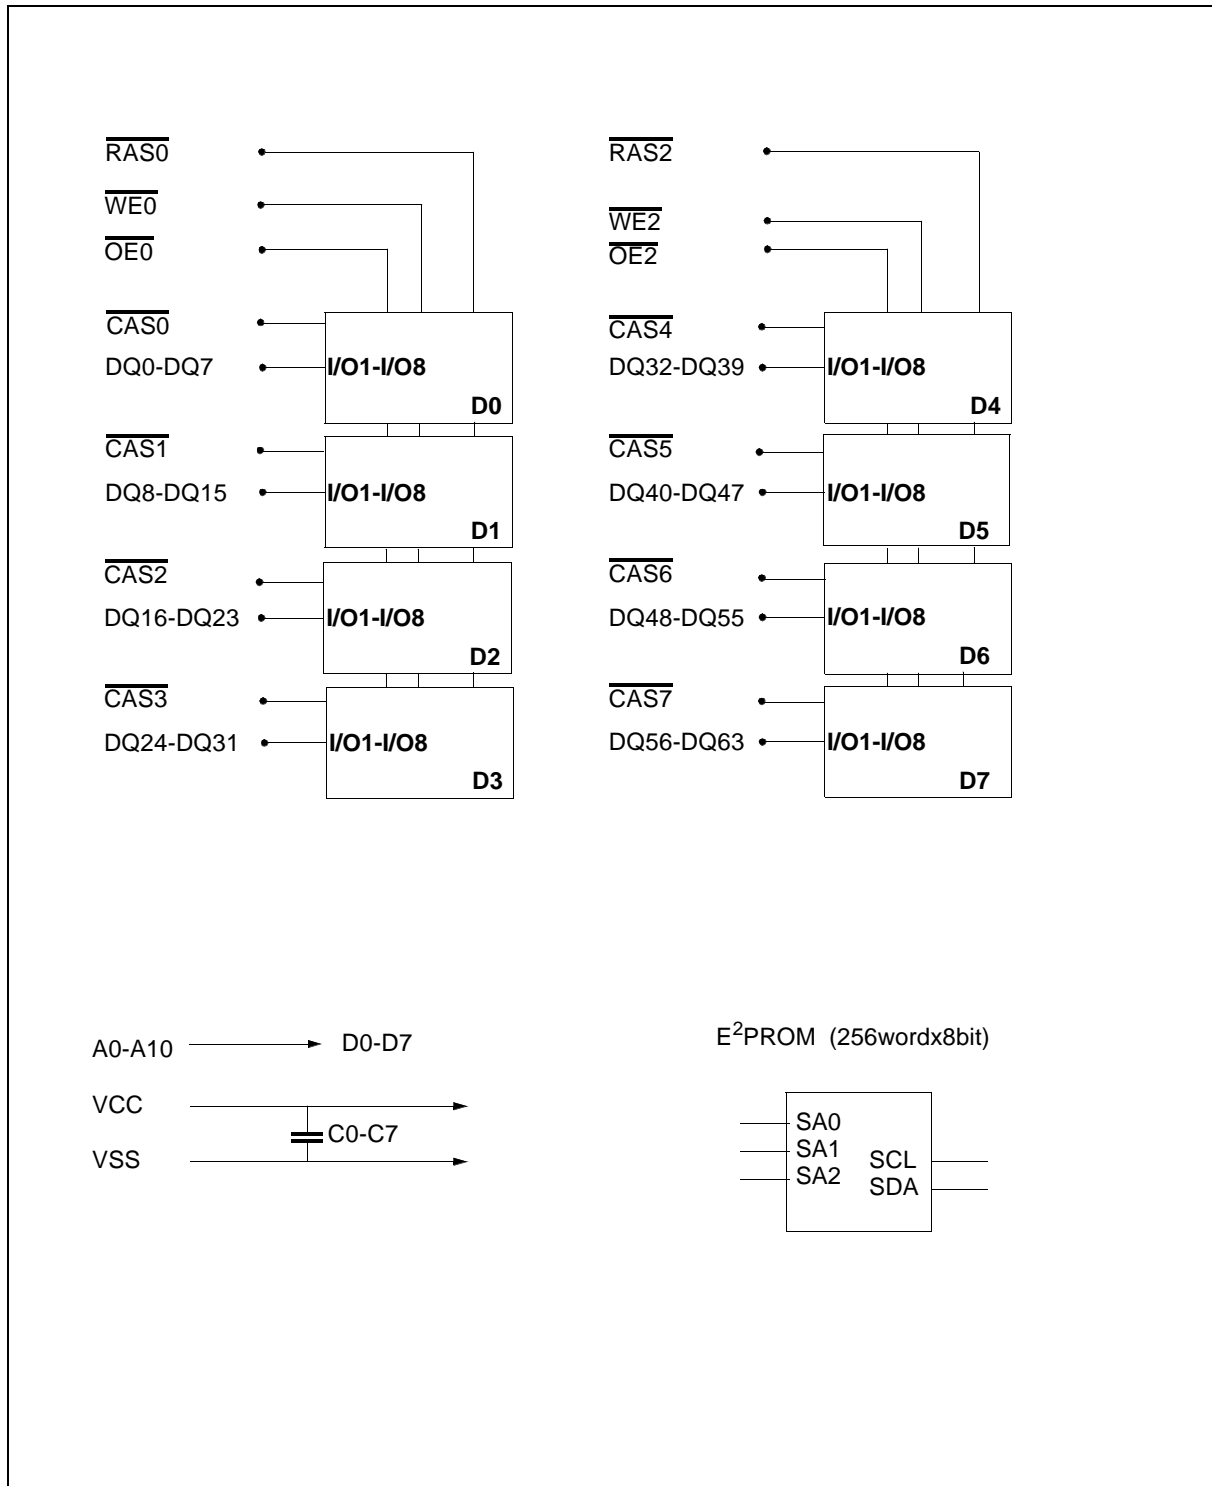 RAS0
WE0
OE0
CAS0
DQ0-DQ7
I/O1-I/O8
D0
CAS1
DQ8-DQ15
I/O1-I/O8
D1
CAS2
DQ16-DQ23
I/O1-I/O8
D2
CAS3
DQ24-DQ31
I/O1-I/O8
D3
RAS2
WE2
OE2
CAS4
DQ32-DQ39
I/O1-I/O8
D4
CAS5
DQ40-DQ47
I/O1-I/O8
D5
CAS6
DQ48-DQ55
I/O1-I/O8
D6
CAS7
DQ56-DQ63
I/O1-I/O8
D7
A0-A10
D0-D7
VCC
C0-C7
VSS
E²PROM (256wordx8bit)
SA0
SA1
SA2
SCL
SDA